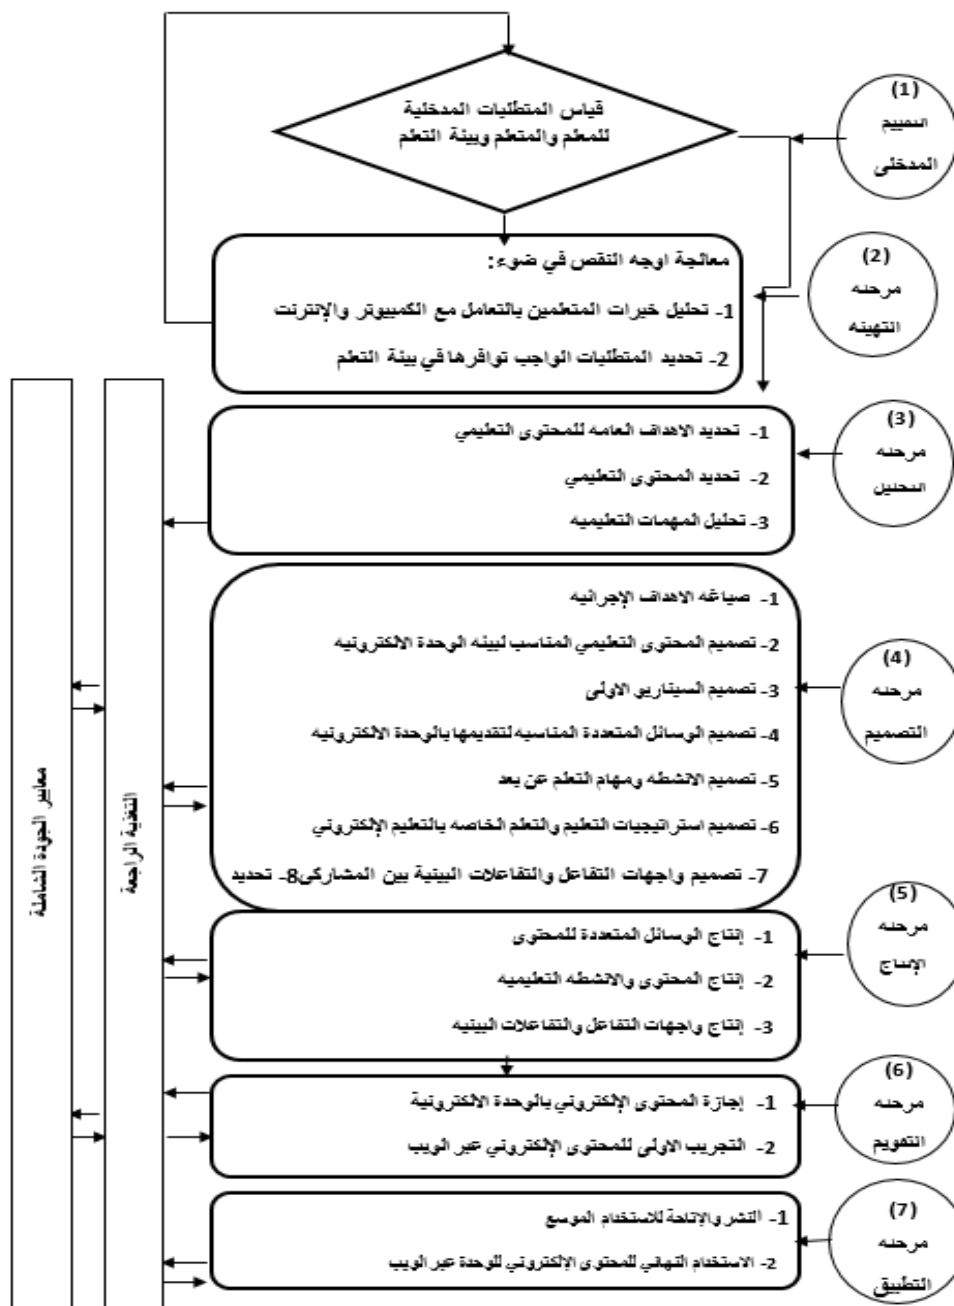 (1)
التقييم
المدخلى
قياس المتطلبات المدخلية
للمعلم والمتعلم وبيئة التعلم
(2)
مرحله
التهيئه
معالجة اوجه النقص في ضوء:
1- تحليل خبرات المتعلمين بالتعامل مع الكمبيوتر والإنترنت
2- تحديد المتطلبات الواجب توافرها في بيئة التعلم
(3)
مرحله
التحليل
1- تحديد الاهداف العامه للمحتوى التعليمي
2- تحديد المحتوى التعليمي
3- تحليل المهمات التعليميه
(4)
مرحله
التصميم
1- صياغه الاهداف الإجرائيه
2- تصميم المحتوى التعليمي المناسب لبيئه الوحدة الالكترونيه
3- تصميم السيناريو الاولى
4- تصميم الوسائل المتعددة المناسبه لتقديمها بالوحدة الالكترونيه
5- تصميم الانشطه ومهام التعلم عن بعد
6- تصميم استراتيجيات التعليم والتعلم الخاصه بالتعليم الإلكتروني
7- تصميم واجهات التفاعل والتفاعلات البينية بين المشاركى8- تحديد
(5)
مرحله
الإنتاج
1- إنتاج الوسائل المتعددة للمحتوى
2- إنتاج المحتوى والانشطه التعليميه
3- إنتاج واجهات التفاعل والتفاعلات البينيه
(6)
مرحله
التقويم
1- إجازة المحتوى الإلكتروني بالوحدة الالكترونية
2- التجريب الاولى للمحتوى الإلكتروني عبر الويب
(7)
مرحله
التطبيق
1- النشر والإتاحة للاستخدام الموسع
2- الاستخدام النهاني للمحتوى الإلكتروني للوحدة عبر الويب
التغذية الراجعة
معايير الجودة الشاملة